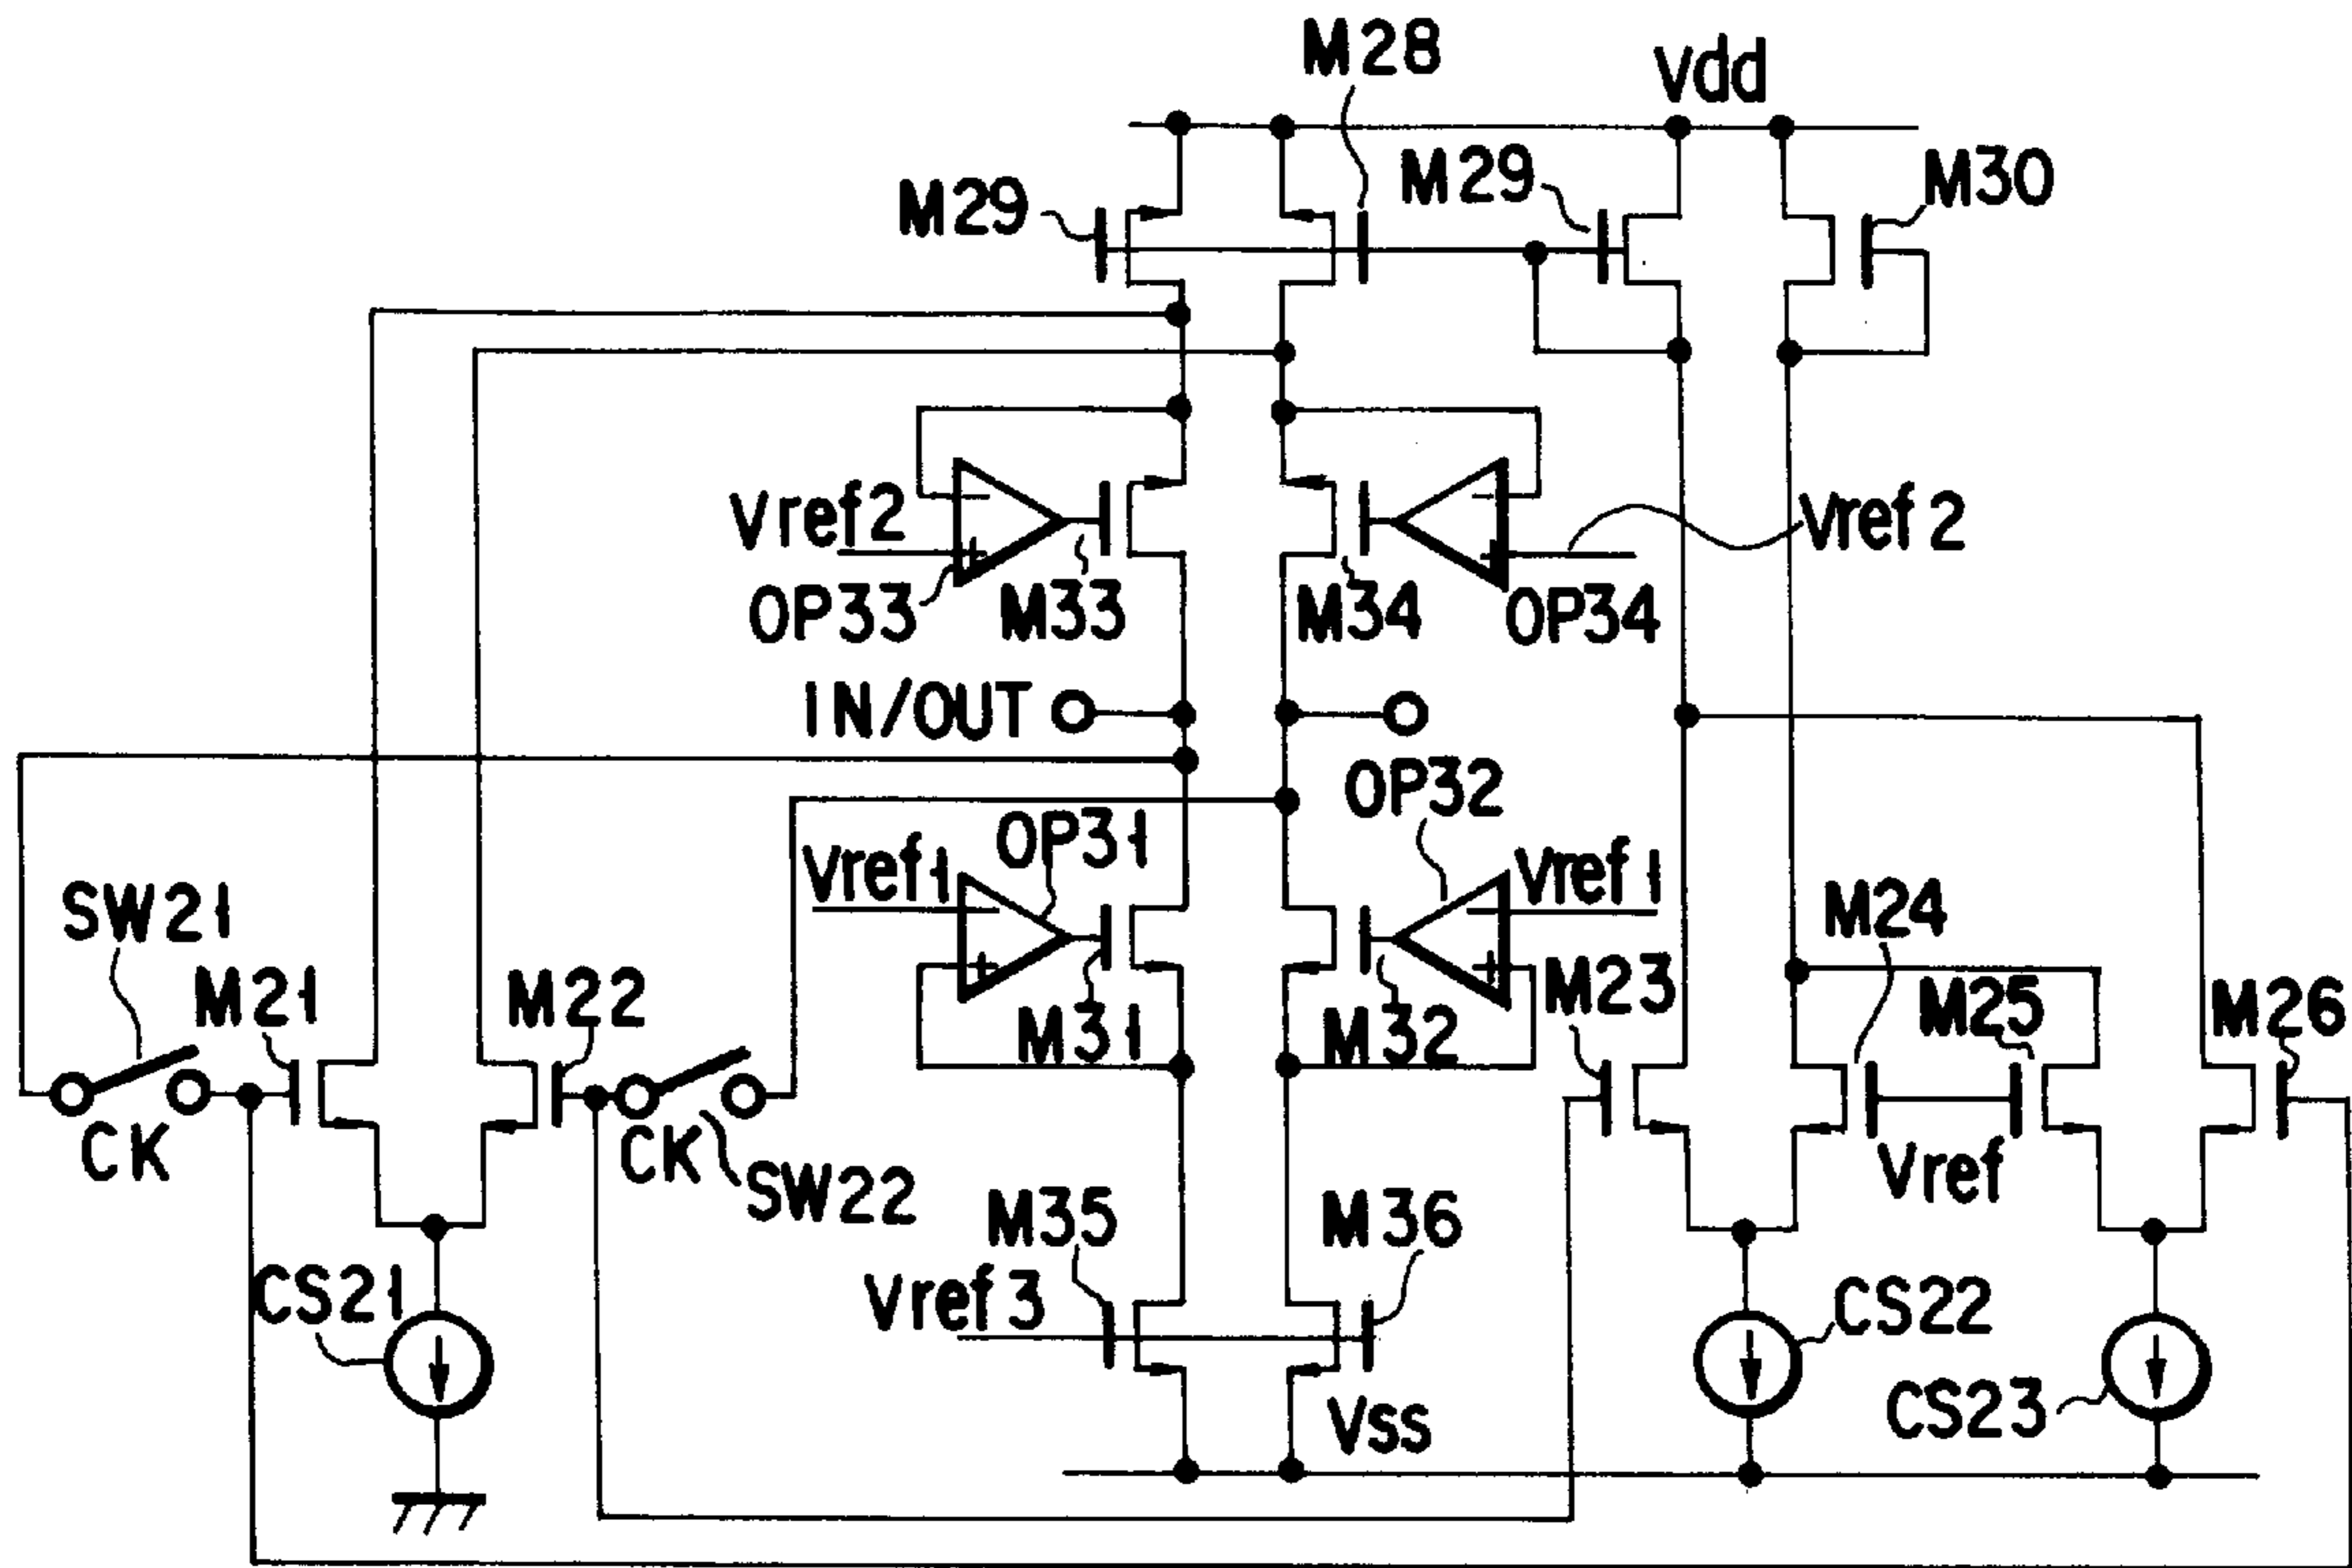 M28
Vdd
M29
M29
M30
Vref2
OP33
M33
M34
OP34
Vref2
IN/OUT
OP32
OP31
Vref1
Vref1
SW21
M21
M22
M31
M32
M23
M24
M25
M26
CK
CK
SW22
Vref
M35
M36
Vref3
CS21
CS22
CS23
Vss